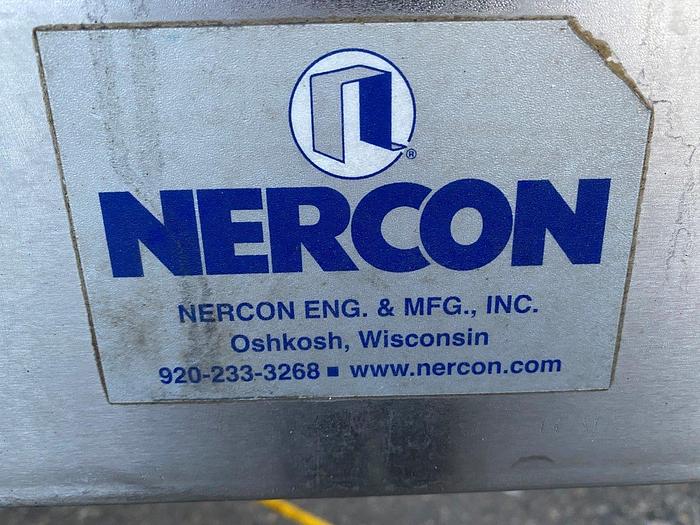 ®
NERCON
NERCON ENG. & MFG., INC.
Oshkosh, Wisconsin
920-233-3268 ■ www.nercon.com